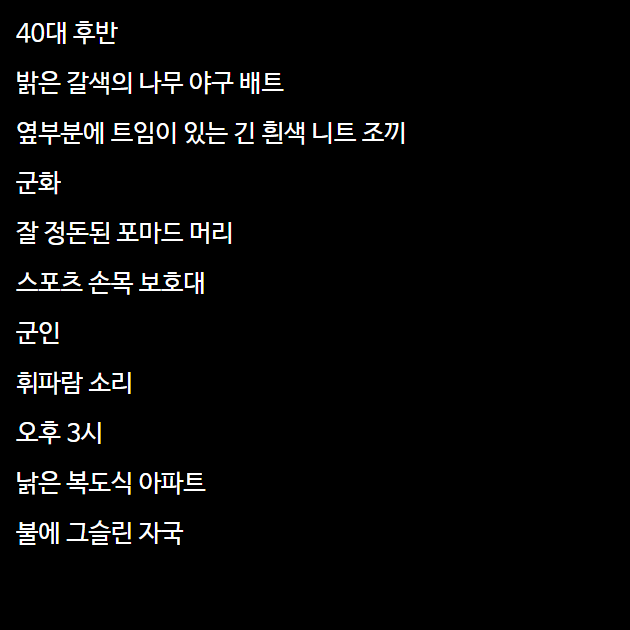 40대 후반
밝은 갈색의 나무 야구 배트
옆부분에 트임이 있는 긴 흰색 니트 조끼
군화
잘 정돈된 포마드 머리
스포츠 손목 보호대
군인
휘파람 소리
오후 3시
낡은 복도식 아파트
불에 그슬린 자국